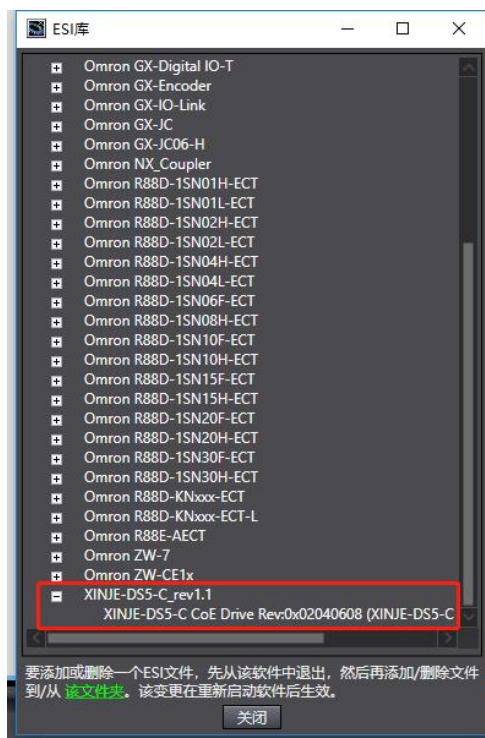 ESI库
Omron GX-Digital IO-T
Omron GX-Encoder
Omron GX-IO-Link
Omron GX-JC
Omron GX-JC06-H
Omron NX_Coupler
Omron R88D-1SN01H-ECT
Omron R88D-1SN01L-ECT
Omron R88D-1SN02H-ECT
Omron R88D-1SN02L-ECT
Omron R88D-1SN04H-ECT
Omron R88D-1SN04L-ECT
Omron R88D-1SN06F-ECT
Omron R88D-1SN08H-ECT
Omron R88D-1SN10F-ECT
Omron R88D-1SN10H-ECT
Omron R88D-1SN15F-ECT
Omron R88D-1SN15H-ECT
Omron R88D-1SN20F-ECT
Omron R88D-1SN20H-ECT
Omron R88D-1SN30F-ECT
Omron R88D-1SN30H-ECT
Omron R88D-KNxxx-ECT
Omron R88D-KNxxx-ECT-L
Omron R88E-AECT
Omron ZW-7
Omron ZW-CE1x
XINJE-DS5-C_rev1.1
XINJE-DS5-C CoE Drive Rev:0x02040608 (XINJE-DS5-C
要添加或删除一个ESI文件，先从该软件中退出，然后再添加/删除文件
到/从 该文件夹。该变更在重新启动软件后生效。
关闭